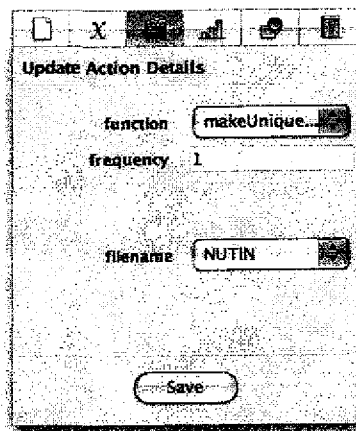 x
Update Action Details
function makeUnique...
frequency 1
filename NUTIN
Save